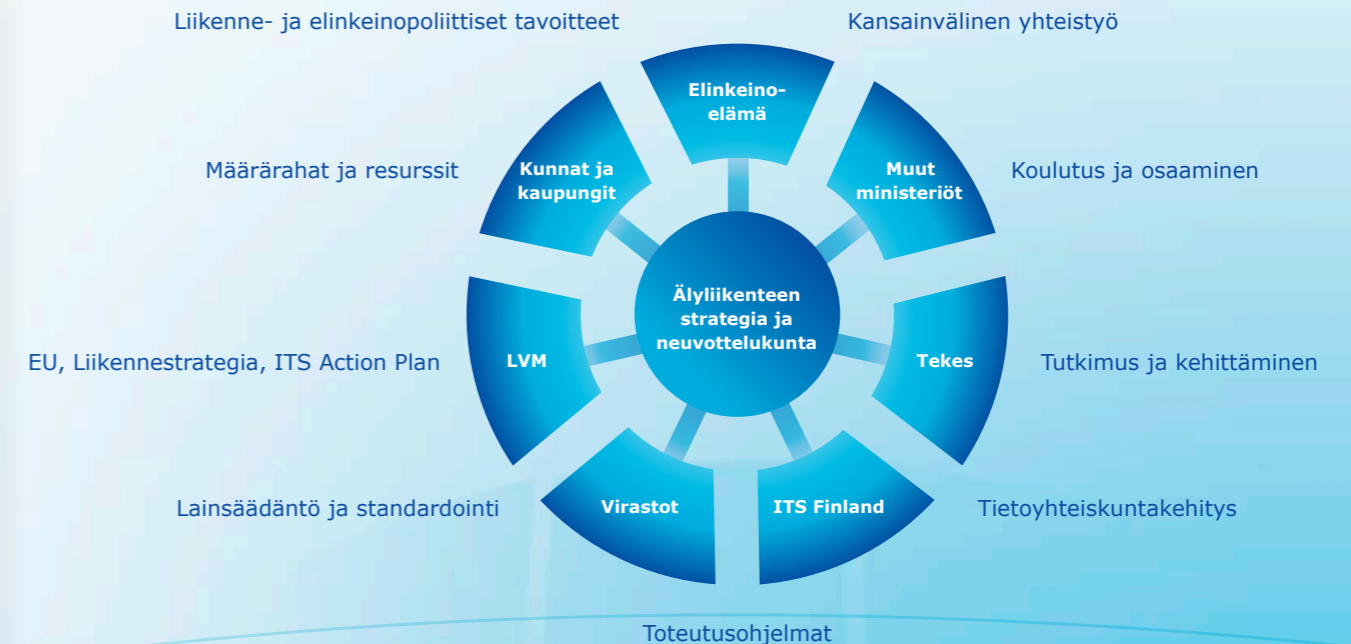 Liikenne- ja elinkeinopoliittiset tavoitteet
Kansainvälinen yhteistyö
Elinkeino-
elämä
Määrärahat ja resurssit
Kunnat ja
kaupungit
Muut
ministeriöt
Koulutus ja osaaminen
Älyliikenteen
strategia ja
neuvottelukunta
EU, Liikennestrategia, ITS Action Plan
LVM
Tekes
Tutkimus ja kehittäminen
Lainsäädäntö ja standardointi
Virastot
ITS Finland
Tietoyhteiskuntakehitys
Toteutusohjelmat